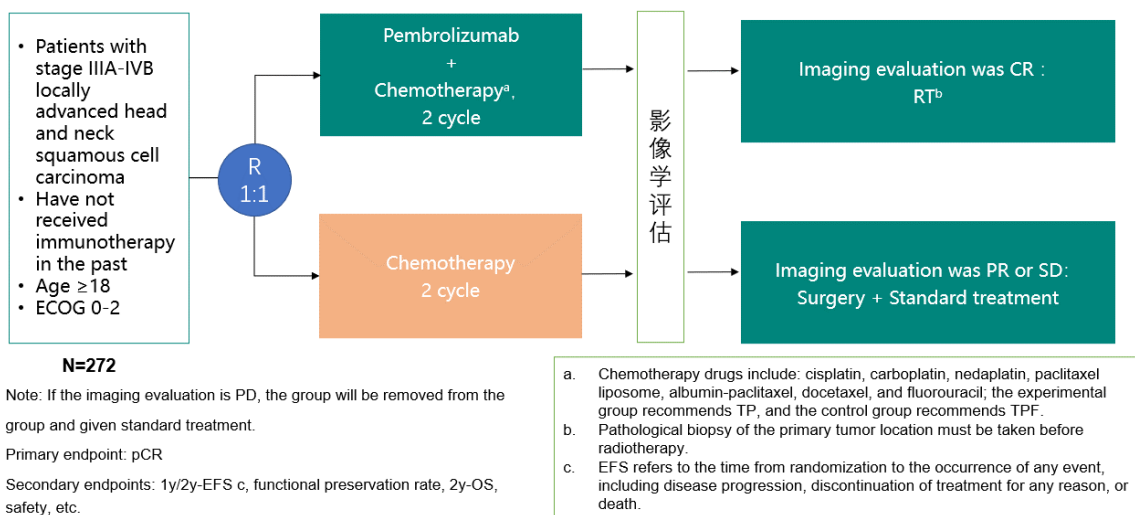 • Patients with
stage IIIA-IVB
locally
advanced head
and neck
squamous cell
carcinoma
• Have not
received
immunotherapy
in the past
• Age ≥18
• ECOG 0-2
N=272
R
1:1
Pembrolizumab
+
Chemotherapyᵃ,
2 cycle
Chemotherapy
2 cycle
影
像
学
评
估
Imaging evaluation was CR :
RTᵇ
Imaging evaluation was PR or SD:
Surgery + Standard treatment
Note: If the imaging evaluation is PD, the group will be removed from the
group and given standard treatment.
Primary endpoint: pCR
Secondary endpoints: 1y/2y-EFS c, functional preservation rate, 2y-OS,
safety, etc.
a. Chemotherapy drugs include: cisplatin, carboplatin, nedaplatin, paclitaxel
liposome, albumin-paclitaxel, docetaxel, and fluorouracil; the experimental
group recommends TP, and the control group recommends TPF.
b. Pathological biopsy of the primary tumor location must be taken before
radiotherapy.
c. EFS refers to the time from randomization to the occurrence of any event,
including disease progression, discontinuation of treatment for any reason, or
death.